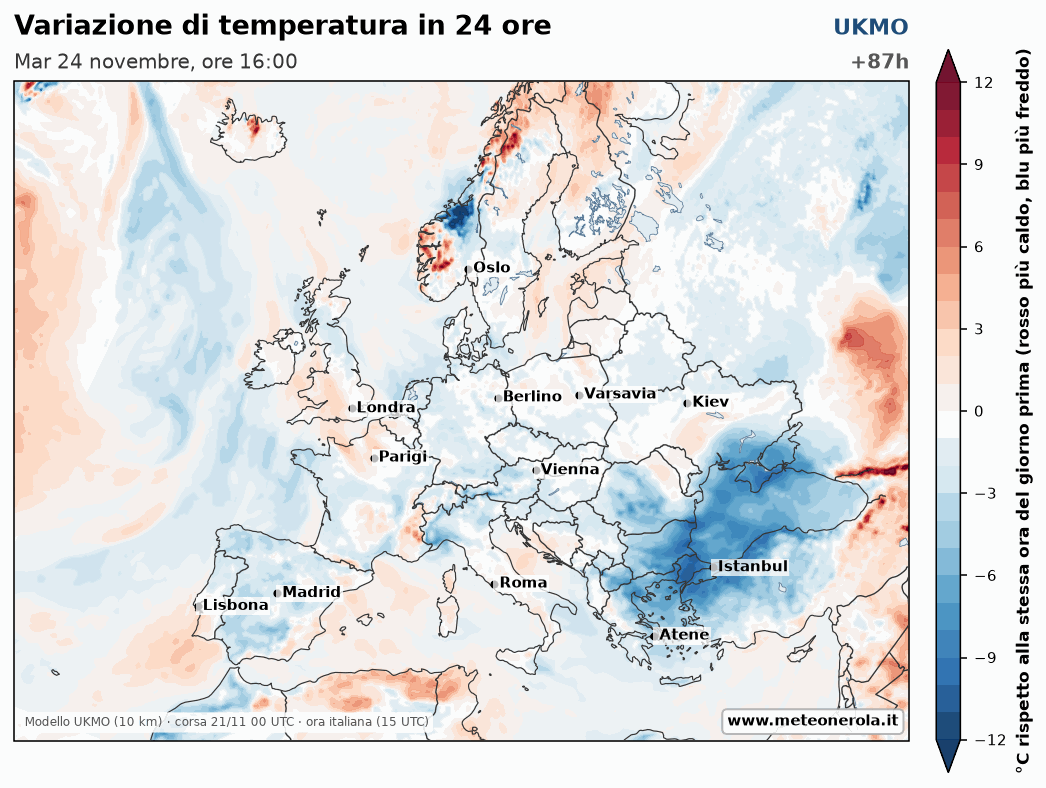 Variazione di temperatura in 24 ore
UKMO
Mar 24 novembre, ore 16:00
+87h
Oslo
Londra
Berlino
Varsavia
Kiev
Parigi
Vienna
Istanbul
Roma
Madrid
Lisbona
Atene
Modello UKMO (10 km) · corsa 21/11 00 UTC · ora italiana (15 UTC)
www.meteonerola.it
12
9
6
3
0
−3
−6
−9
−12
°C rispetto alla stessa ora del giorno prima (rosso più caldo, blu più freddo)